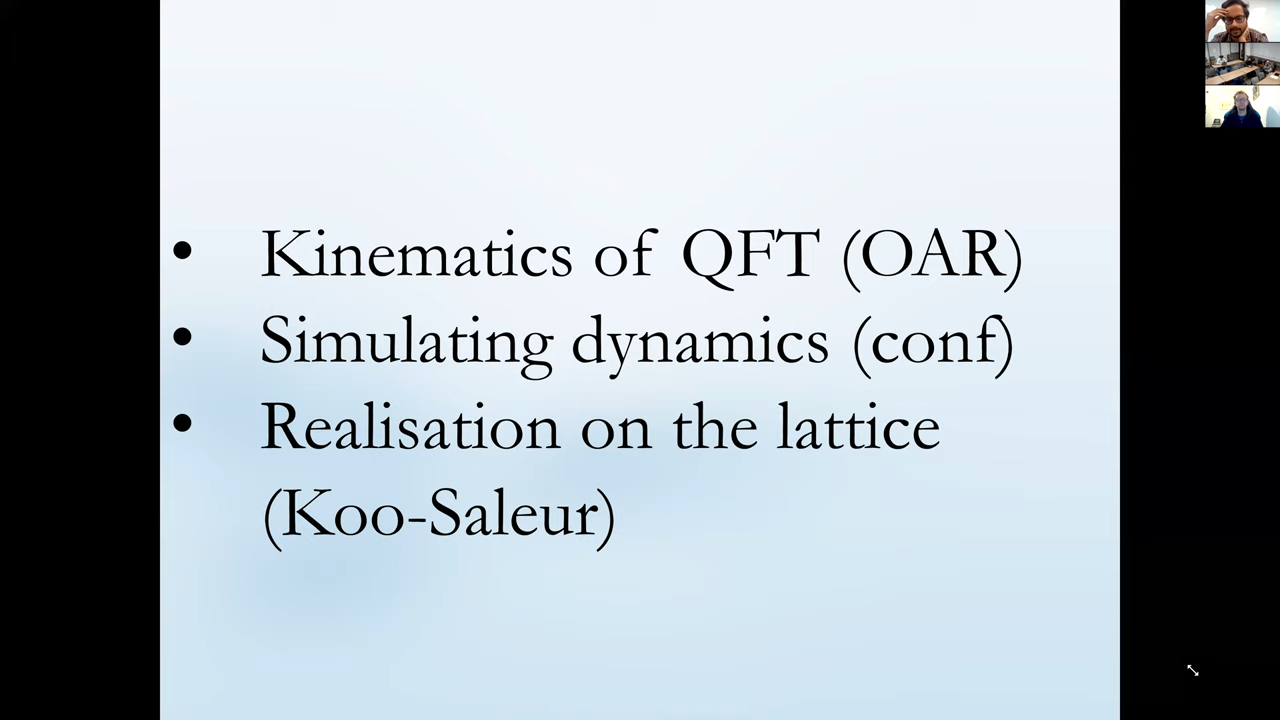 • Kinematics of QFT (OAR)
• Simulating dynamics (conf)
• Realisation on the lattice
(Koo-Saleur)